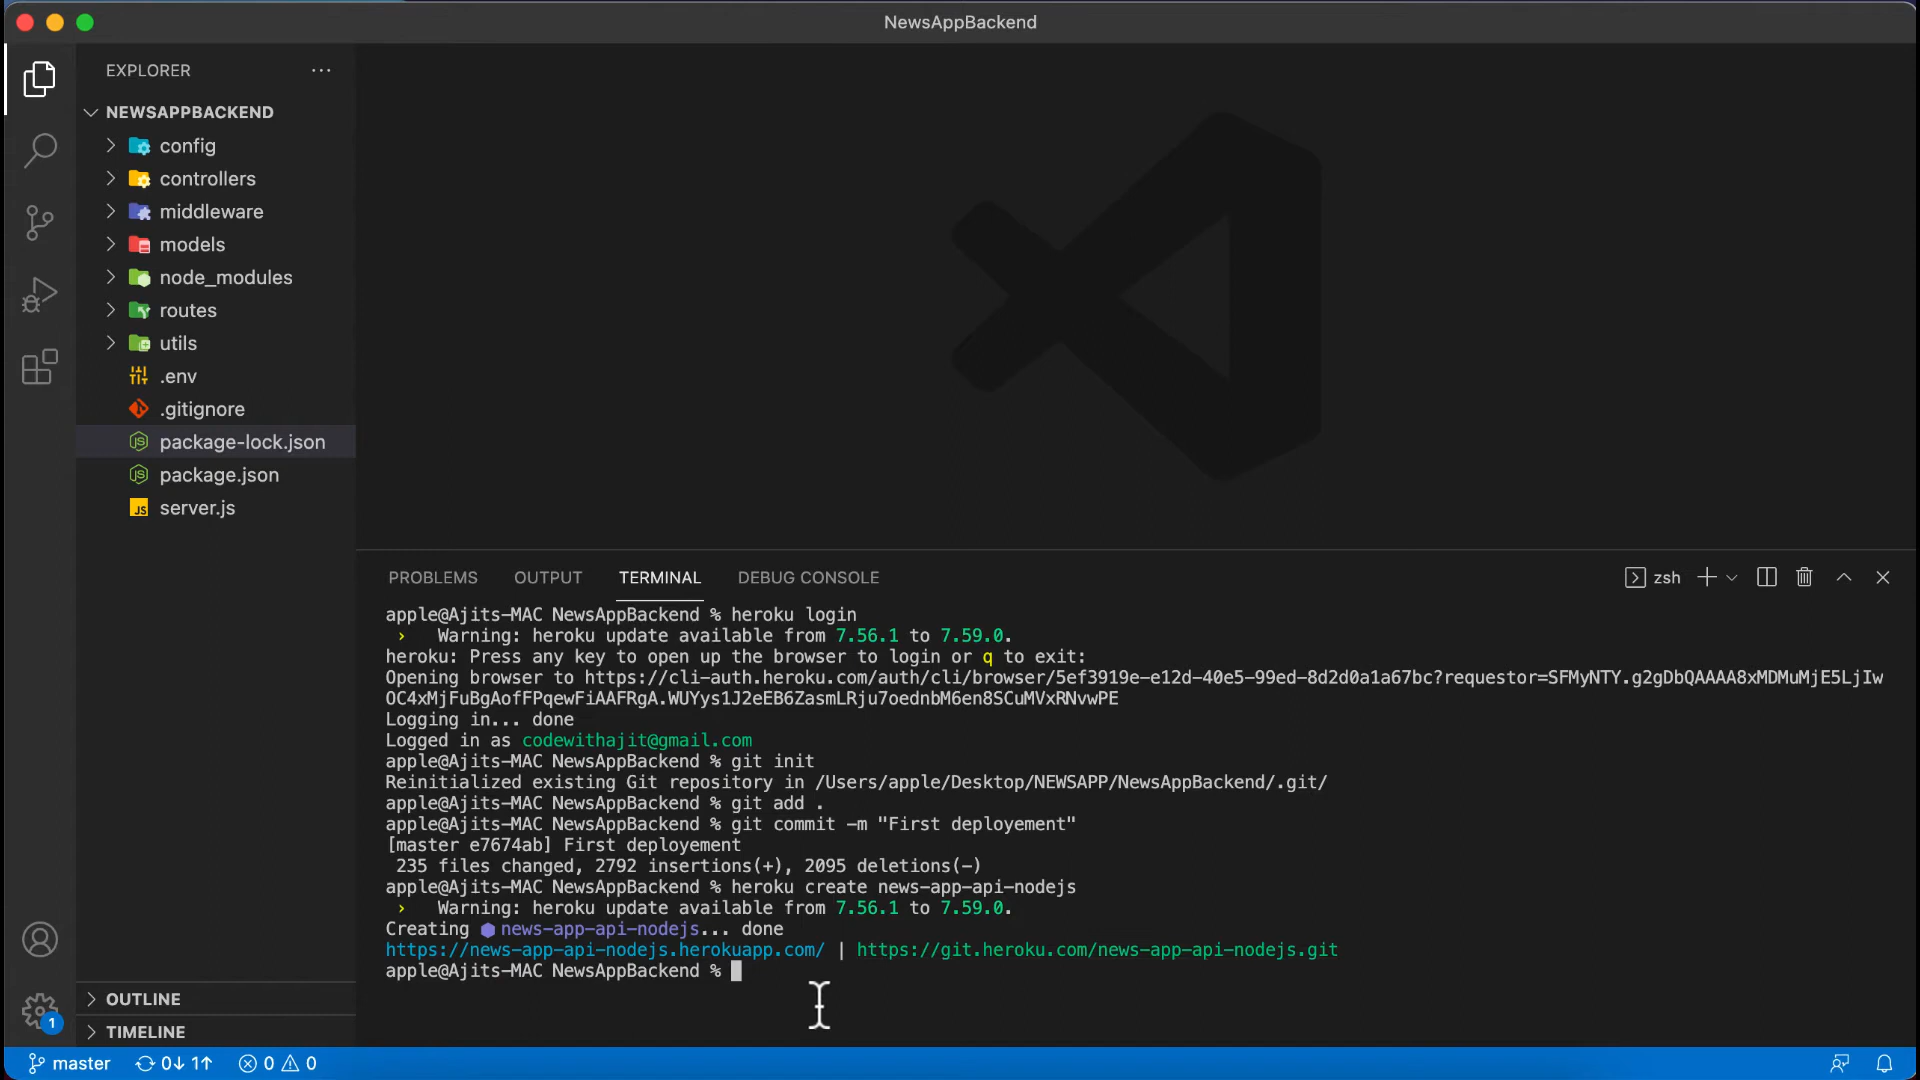 NewsAppBackend
EXPLORER
NEWSAPPBACKEND
config
controllers
middleware
models
node_modules
routes
utils
.env
.gitignore
package-lock.json
package.json
JS server.js
OUTLINE
TIMELINE
1
PROBLEMS OUTPUT TERMINAL DEBUG CONSOLE zsh
apple@Ajits-MAC NewsAppBackend % heroku login
› Warning: heroku update available from 7.56.1 to 7.59.0.
heroku: Press any key to open up the browser to login or q to exit:
Opening browser to https://cli-auth.heroku.com/auth/cli/browser/5ef3919e-e12d-40e5-99ed-8d2d0a1a67bc?requestor=SFMyNTY.g2gDbQAAAA8xMDMuMjE5LjIw
OC4xMjFuBgAofFPqewFiAAFRgA.WUYys1J2eEB6ZasmLRju7oednbM6en8SCuMVxRNvwPE
Logging in... done
Logged in as codewithajit@gmail.com
apple@Ajits-MAC NewsAppBackend % git init
Reinitialized existing Git repository in /Users/apple/Desktop/NEWSAPP/NewsAppBackend/.git/
apple@Ajits-MAC NewsAppBackend % git add .
apple@Ajits-MAC NewsAppBackend % git commit -m "First deployement"
[master e7674ab] First deployement
235 files changed, 2792 insertions(+), 2095 deletions(-)
apple@Ajits-MAC NewsAppBackend % heroku create news-app-api-nodejs
› Warning: heroku update available from 7.56.1 to 7.59.0.
Creating ⬢ news-app-api-nodejs... done
https://news-app-api-nodejs.herokuapp.com/ | https://git.heroku.com/news-app-api-nodejs.git
apple@Ajits-MAC NewsAppBackend %
master 0↓ 1↑ 0 0